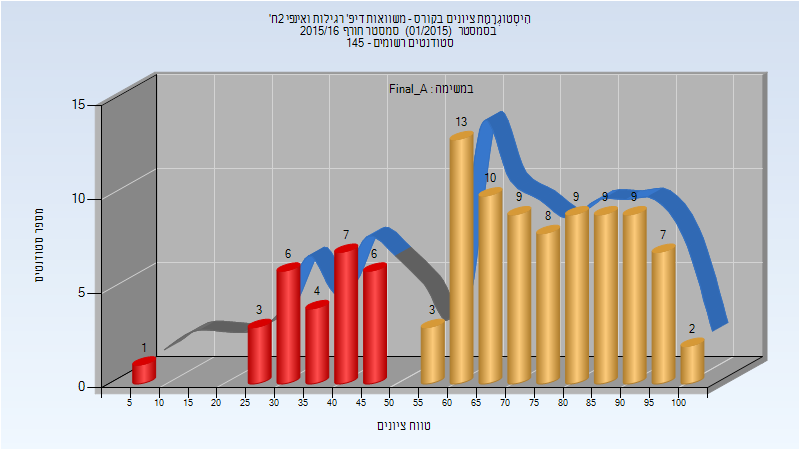 הִיסְטוֹגְרָמַת ציונים בקורס - משוואות דיפ' רגילות ואינפי 2ח'
בסמסטר (01/2015) סמסטר חורף 2015/16
סטודנטים רשומים - 145
במשימה : Final_A
מספר סטודנטים
15
10
5
0
1
3
6
4
7
6
3
13
10
9
8
9
9
9
7
2
5 10 15 20 25 30 35 40 45 50 55 60 65 70 75 80 85 90 95 100
טווח ציונים